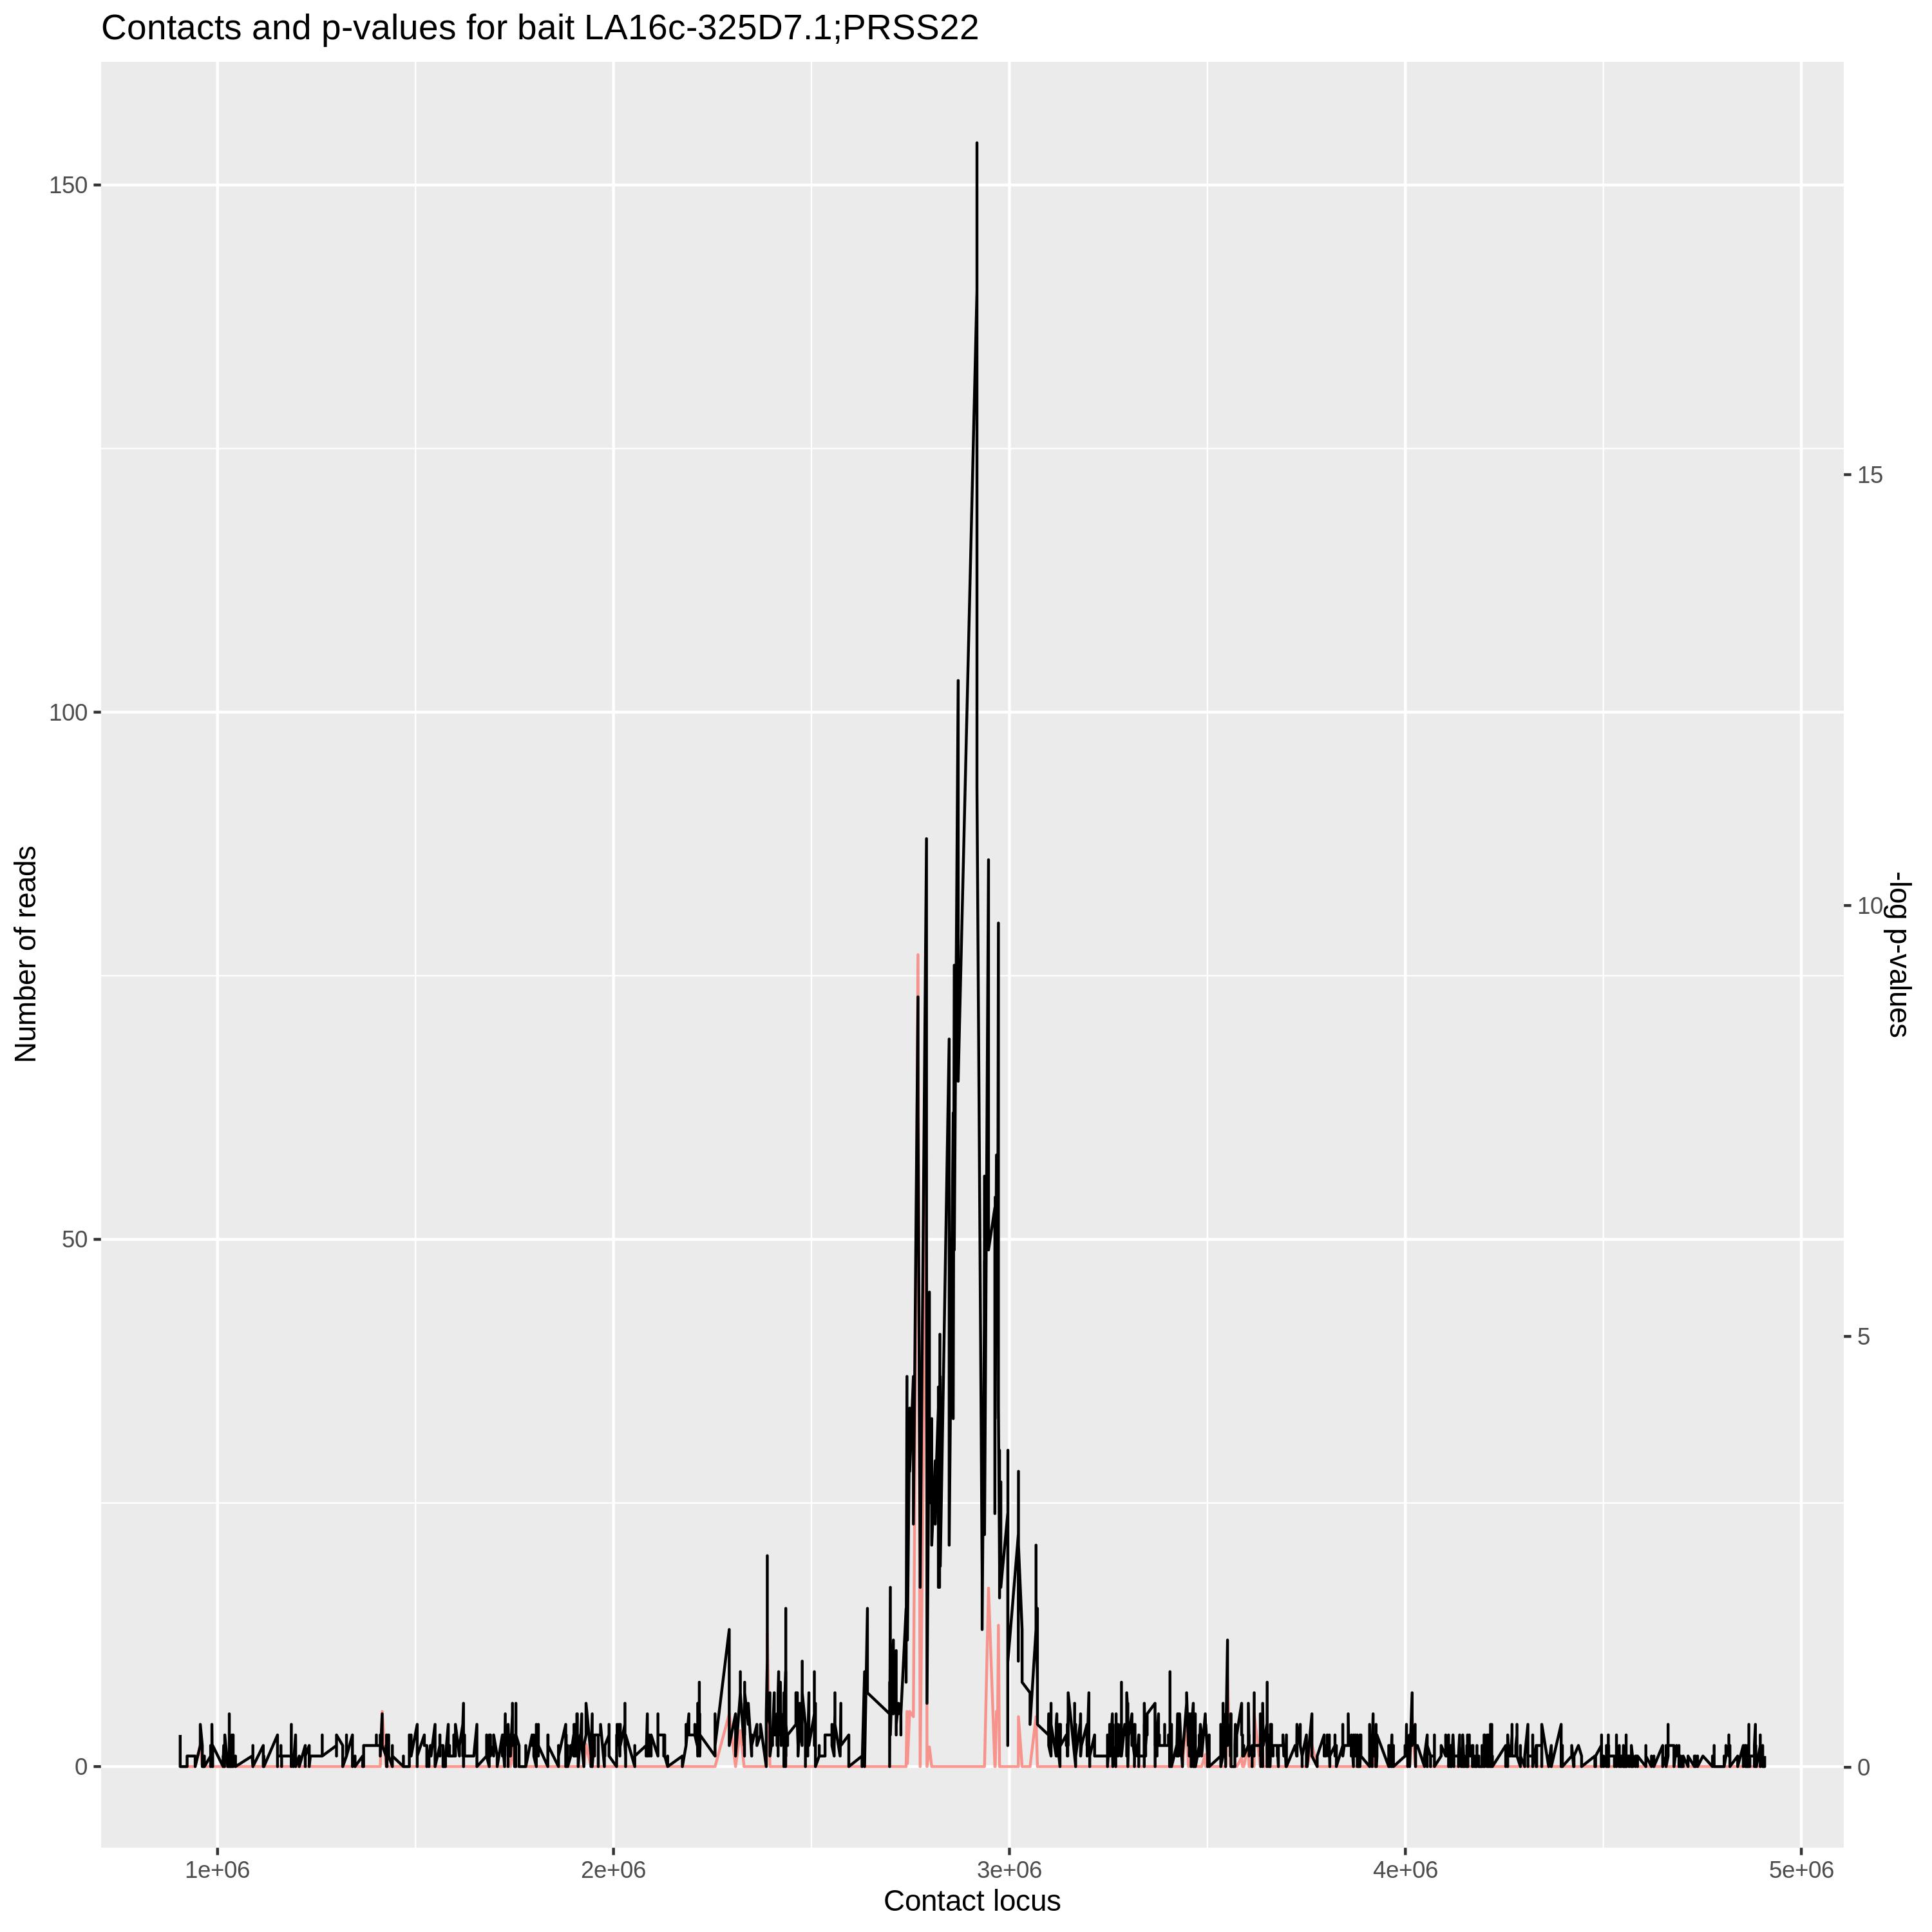 Contacts and p-values for bait LA16c-325D7.1;PRSS22
150
100
50
0
Number of reads
15
10
5
0
-log p-values
1e+06
2e+06
3e+06
4e+06
5e+06
Contact locus